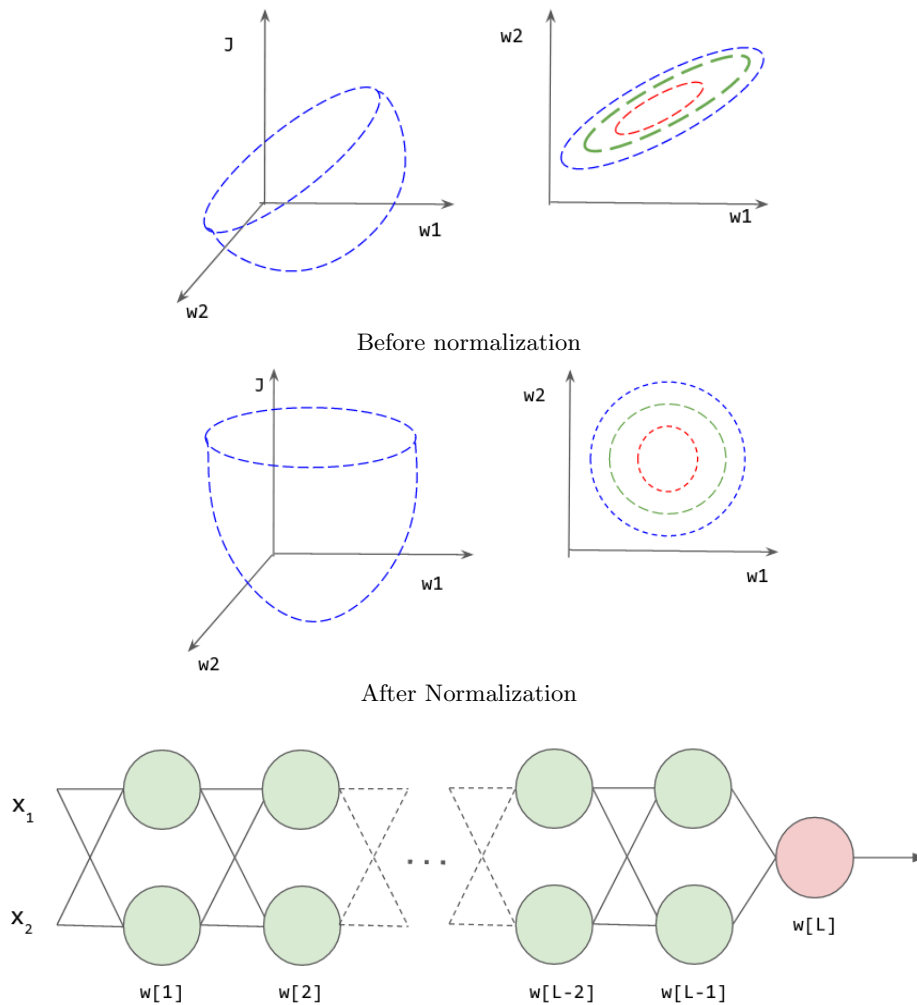 J
w2
w1
w1
w2
Before normalization
J
w2
w1
w1
w2
After Normalization
x1
...
x2
w[L]
w[1] w[2] w[L-2] w[L-1]